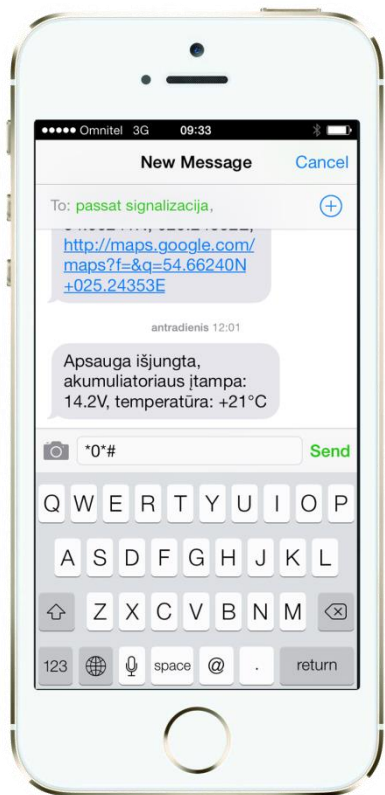 Omnitel 3G 09:33
New Message Cancel
To: passat signalizacija,
http://maps.google.com/
maps?f=&q=54.66240N
+025.24353E
antradienis 12:01
Apsauga išjungta,
akumuliatoriaus įtampa:
14.2V, temperatūra: +21°C
*0*# Send
Q W E R T Y U I O P
A S D F G H J K L
Z X C V B N M
123 space @ . return